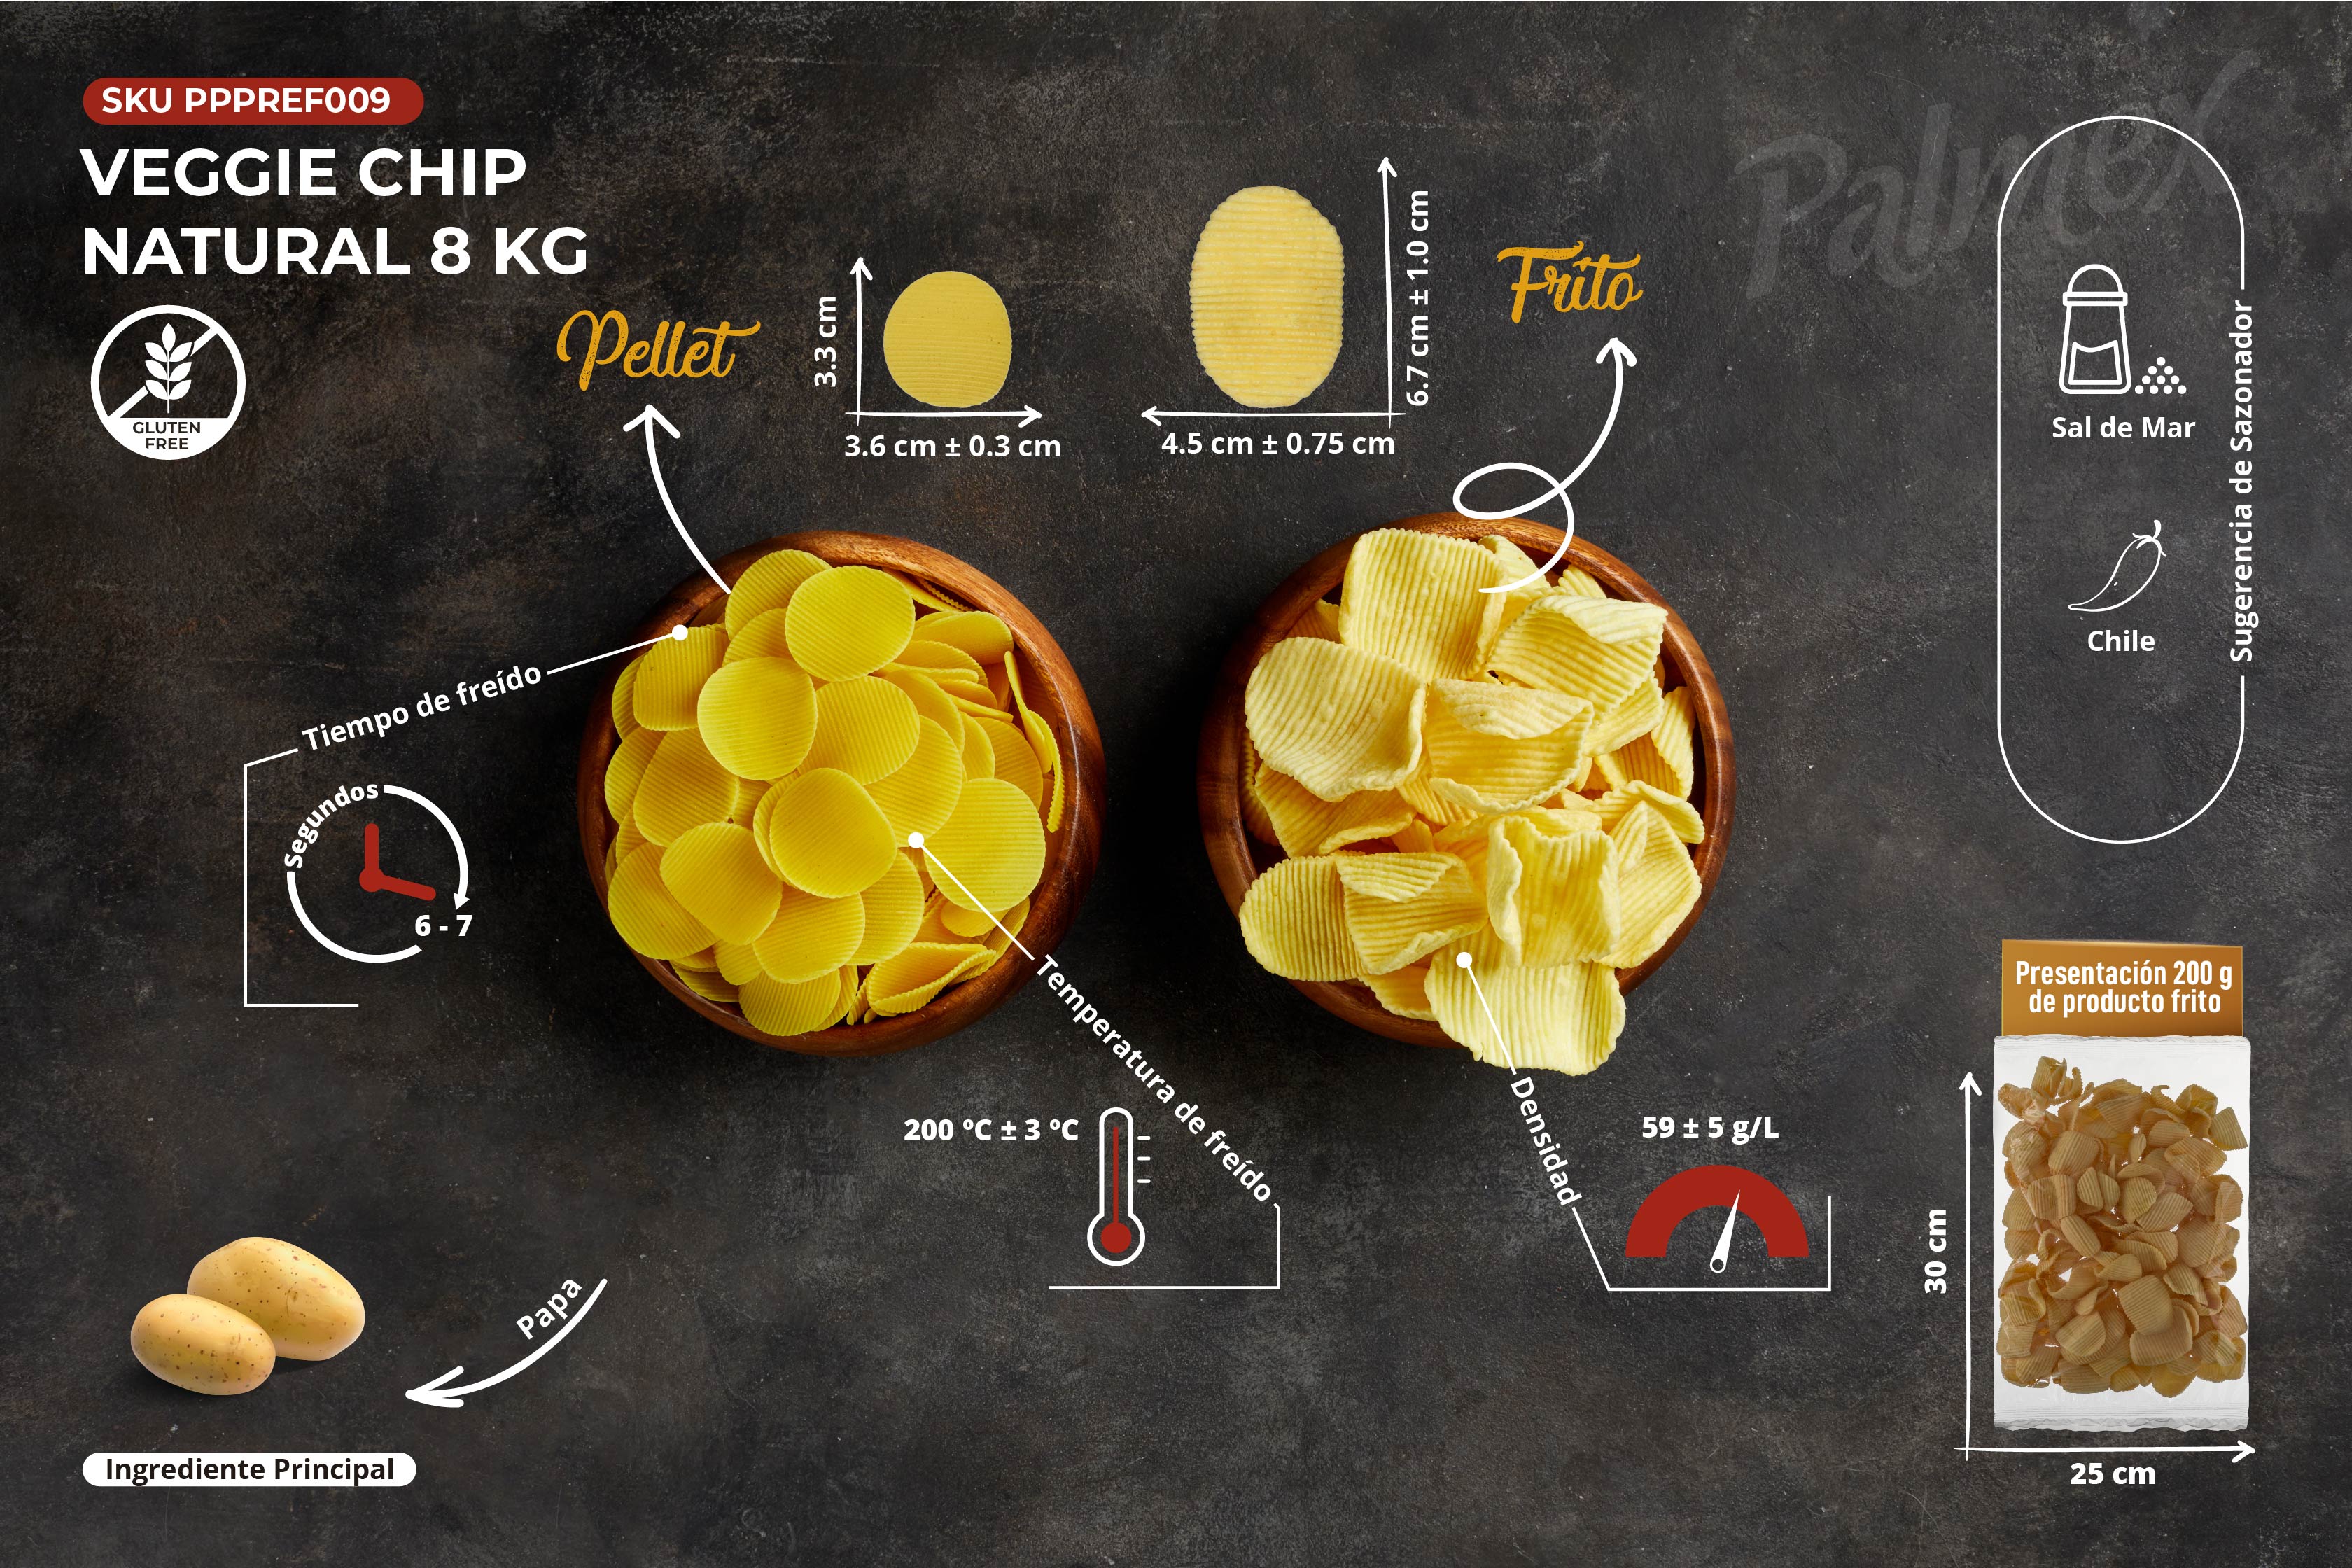 SKU PPPREF009
VEGGIE CHIP
NATURAL 8 KG
GLUTEN
FREE
Pellet
3.3 cm
3.6 cm ± 0.3 cm
6.7 cm ± 1.0 cm
4.5 cm ± 0.75 cm
Frito
Palmex
Sal de Mar
Chile
Sugerencia de Sazonador
Tiempo de freído
Segundos
6 - 7
Temperatura de freído
200 ºC ± 3 ºC
Densidad
59 ± 5 g/L
Presentación 200 g
de producto frito
30 cm
25 cm
Papa
Ingrediente Principal